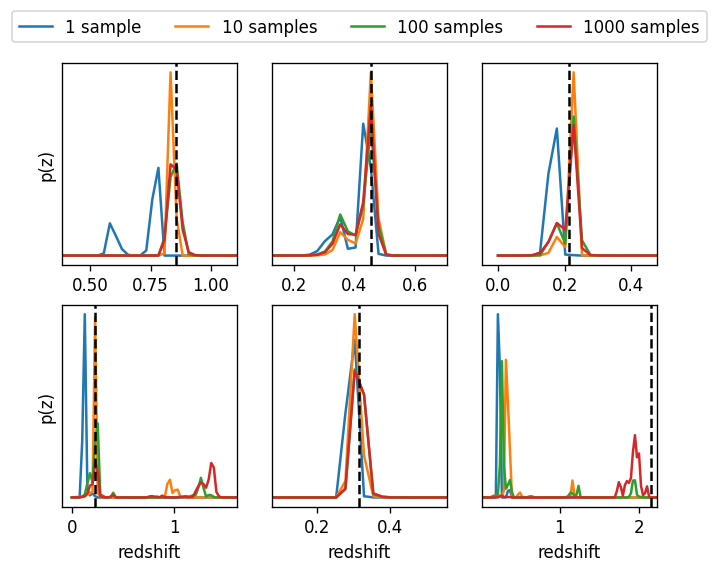 1 sample 10 samples 100 samples 1000 samples
p(z)
0.50 0.75 1.00 0.2 0.4 0.6 0.0 0.2 0.4
p(z)
0 1 0.2 0.4 1 2
redshift redshift redshift